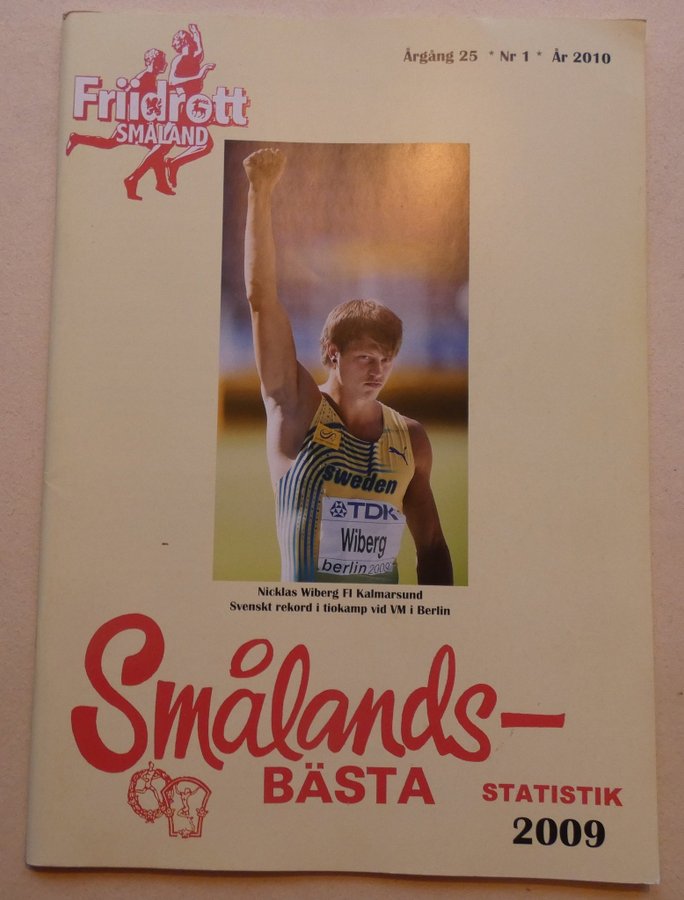 Årgång 25 * Nr 1 * År 2010
Friidrott
SMÅLAND
sweden
TDK
Wiberg
berlin 2009
Nicklas Wiberg FI Kalmarsund
Svenskt rekord i tiokamp vid VM i Berlin
Smålands-
BÄSTA
STATISTIK
2009